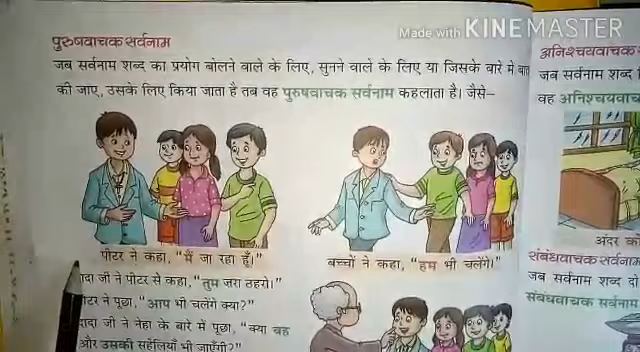 Made with KINEMASTER
पुरुषवाचक सर्वनाम
जब सर्वनाम शब्द का प्रयोग बोलने वाले के लिए, सुनने वाले के लिए या जिसके बारे में बात
की जाए, उसके लिए किया जाता है तब वह पुरुषवाचक सर्वनाम कहलाता है। जैसे–
पीटर ने कहा, "मैं जा रहा हूँ।"
बच्चों ने कहा, "हम भी चलेंगे।"
दादा जी ने पीटर से कहा, "तुम जरा ठहरो।"
पीटर ने पूछा, "आप भी चलेंगे क्या?"
दादा जी ने नेहा के बारे में पूछा, "क्या वह
और उसकी सहेलियाँ भी जाएँगी?"
अनिश्चयवाचक
जब सर्वनाम शब्द
वह अनिश्चयवाच
अंदर का
संबंधवाचक सर्वनाम
जब सर्वनाम शब्द दो
संबंधवाचक सर्वनाम